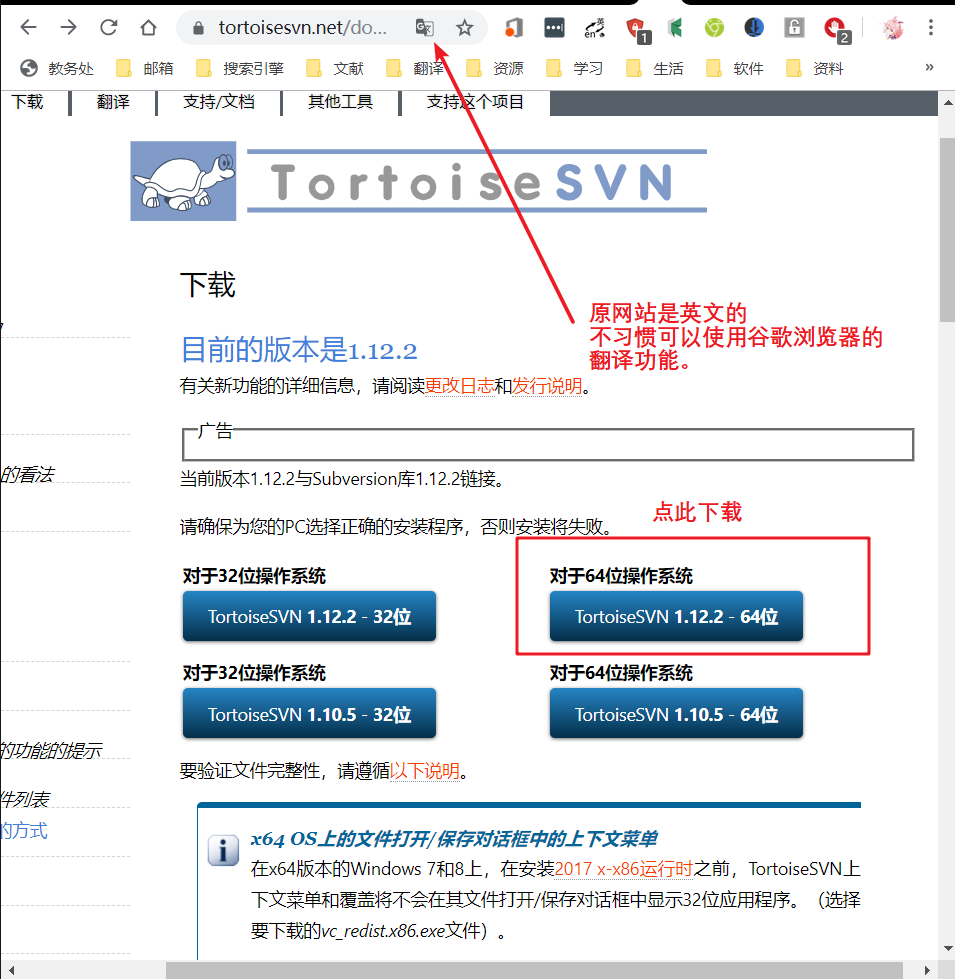 tortoisesvn.net/do...
1
2
教务处 邮箱 搜索引擎 文献 翻译 资源 学习 生活 软件 资料 »
下载 翻译 支持/文档 其他工具 支持这个项目
TortoiseSVN
下载
原网站是英文的
不习惯可以使用谷歌浏览器的
翻译功能。
目前的版本是1.12.2
有关新功能的详细信息，请阅读更改日志和发行说明。
广告
的看法
当前版本1.12.2与Subversion库1.12.2链接。
点此下载
请确保为您的PC选择正确的安装程序，否则安装将失败。
对于32位操作系统 对于64位操作系统
TortoiseSVN 1.12.2 - 32位 TortoiseSVN 1.12.2 - 64位
对于32位操作系统 对于64位操作系统
TortoiseSVN 1.10.5 - 32位 TortoiseSVN 1.10.5 - 64位
的功能的提示
要验证文件完整性，请遵循以下说明。
件列表
的方式
x64 OS上的文件打开/保存对话框中的上下文菜单
在x64版本的Windows 7和8上，在安装2017 x-x86运行时之前，TortoiseSVN上
下文菜单和覆盖将不会在其文件打开/保存对话框中显示32位应用程序。（选择
要下载的vc_redist.x86.exe文件）。